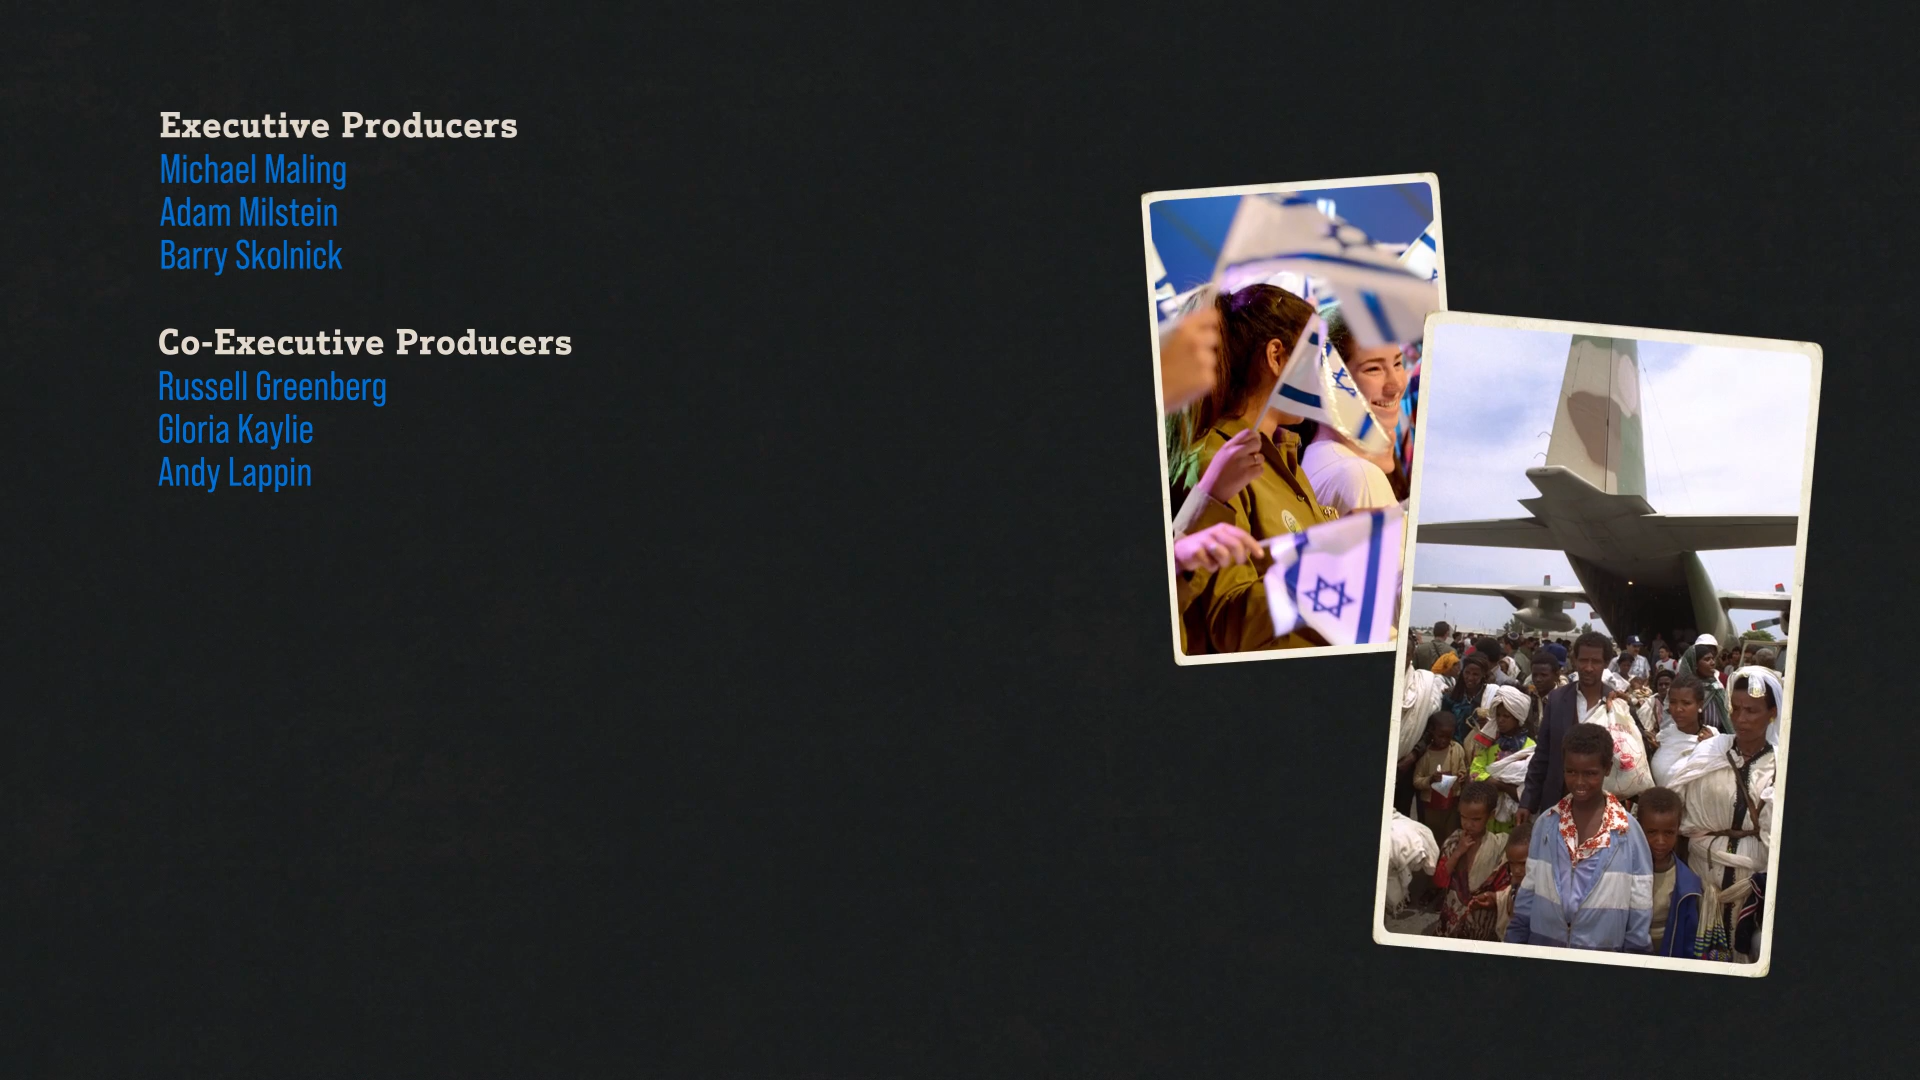 Executive Producers
Michael Maling
Adam Milstein
Barry Skolnick
Co-Executive Producers
Russell Greenberg
Gloria Kaylie
Andy Lappin